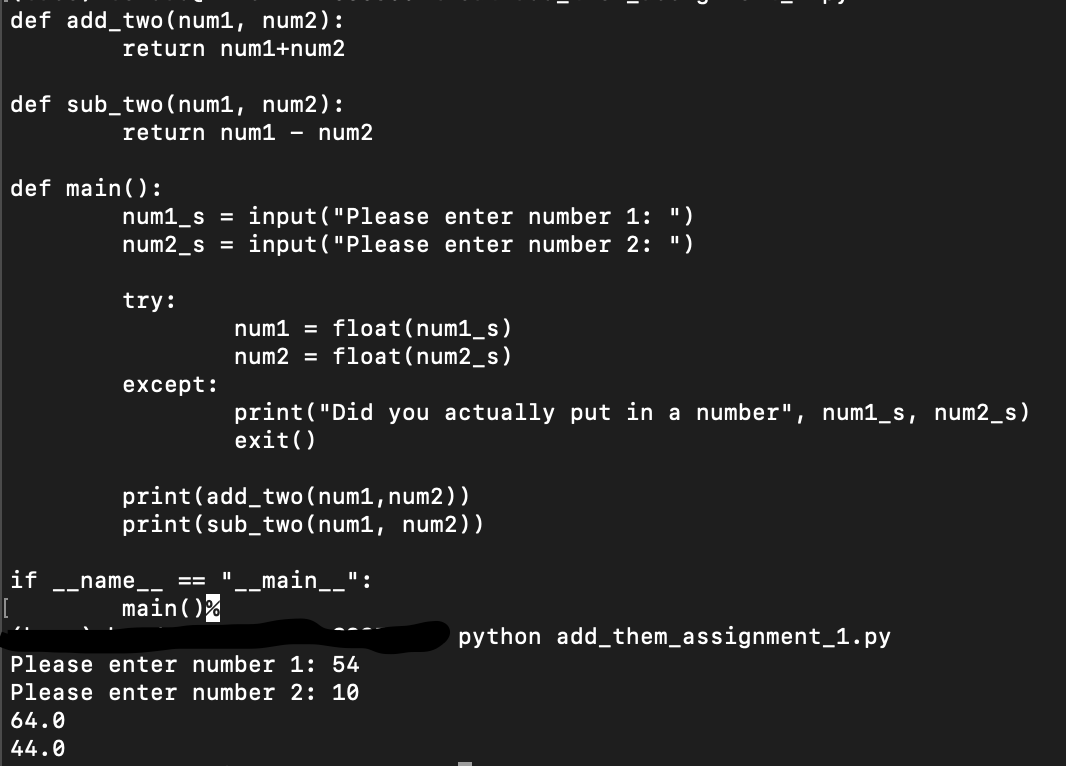 def add_two(num1, num2):
        return num1+num2

def sub_two(num1, num2):
        return num1 - num2

def main():
        num1_s = input("Please enter number 1: ")
        num2_s = input("Please enter number 2: ")

        try:
                num1 = float(num1_s)
                num2 = float(num2_s)
        except:
                print("Did you actually put in a number", num1_s, num2_s)
                exit()

        print(add_two(num1,num2))
        print(sub_two(num1, num2))

if __name__ == "__main__":
[        main()%
python add_them_assignment_1.py
Please enter number 1: 54
Please enter number 2: 10
64.0
44.0